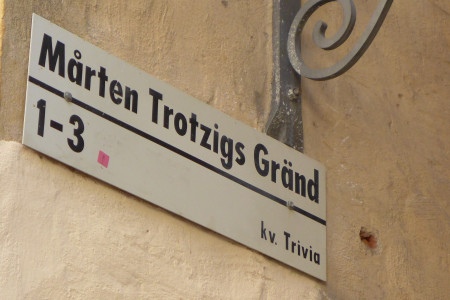 Mårten Trotzigs Gränd
1-3
kv. Trivia